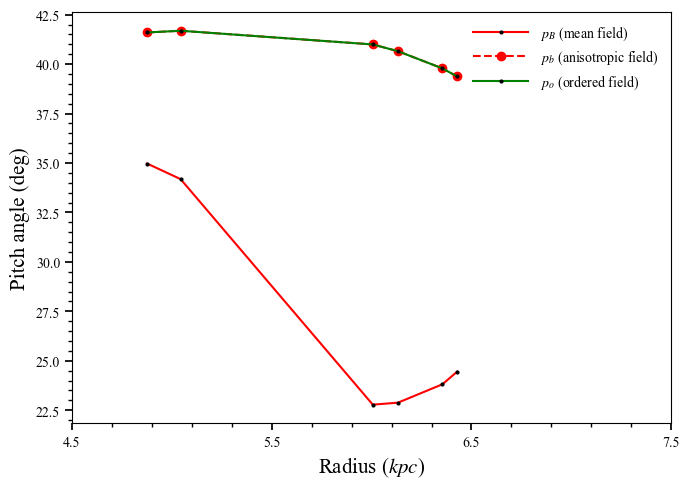 42.5
40.0
37.5
35.0
32.5
30.0
27.5
25.0
22.5
Pitch angle (deg)
p_B (mean field)
p_b (anisotropic field)
p_o (ordered field)
4.5 5.5 6.5 7.5
Radius (kpc)